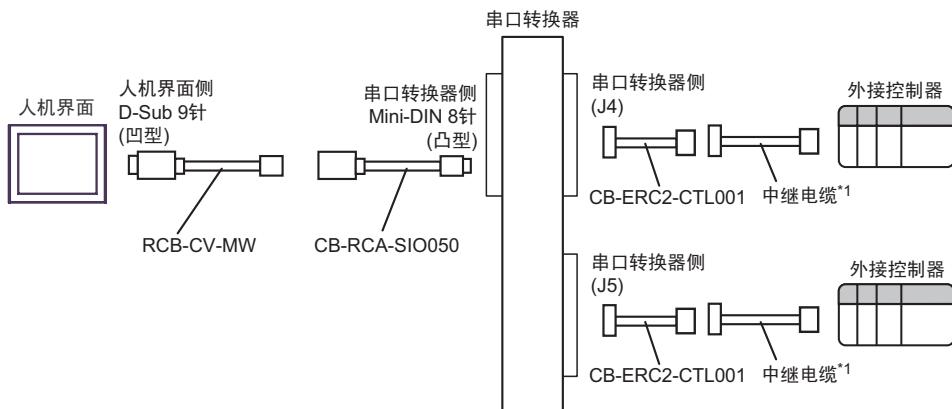 串口转换器
人机界面
人机界面侧
D-Sub 9针
(凹型)
RCB-CV-MW
串口转换器侧
Mini-DIN 8针
(凸型)
CB-RCA-SIO050
串口转换器侧
(J4)
CB-ERC2-CTL001
中继电缆*1
外接控制器
串口转换器侧
(J5)
CB-ERC2-CTL001
中继电缆*1
外接控制器